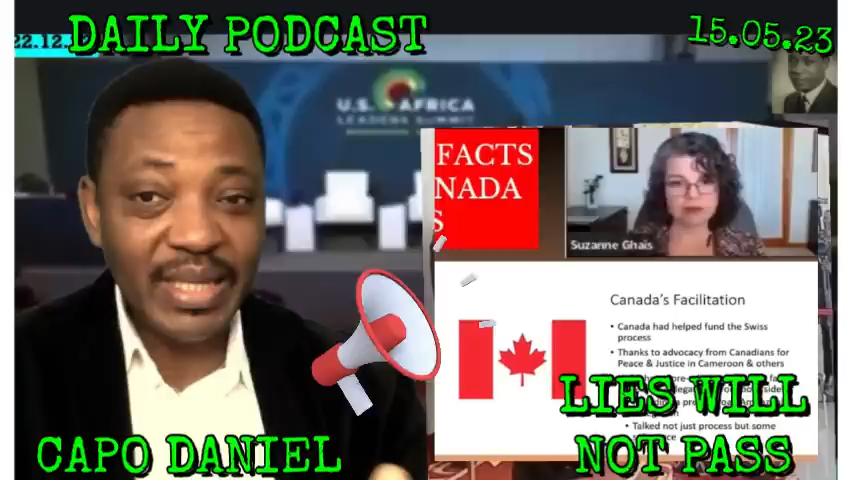 DAILY PODCAST
15.05.23
22.12.
U.S. AFRICA
LEADERS SUMMIT
FACTS
NADA
S
Suzanne Ghais
Canada's Facilitation
• Canada had helped fund the Swiss
process
• Thanks to advocacy from Canadians for
Peace & Justice in Cameroon & others
• Talked not just process but some
LIES WILL
NOT PASS
CAPO DANIEL